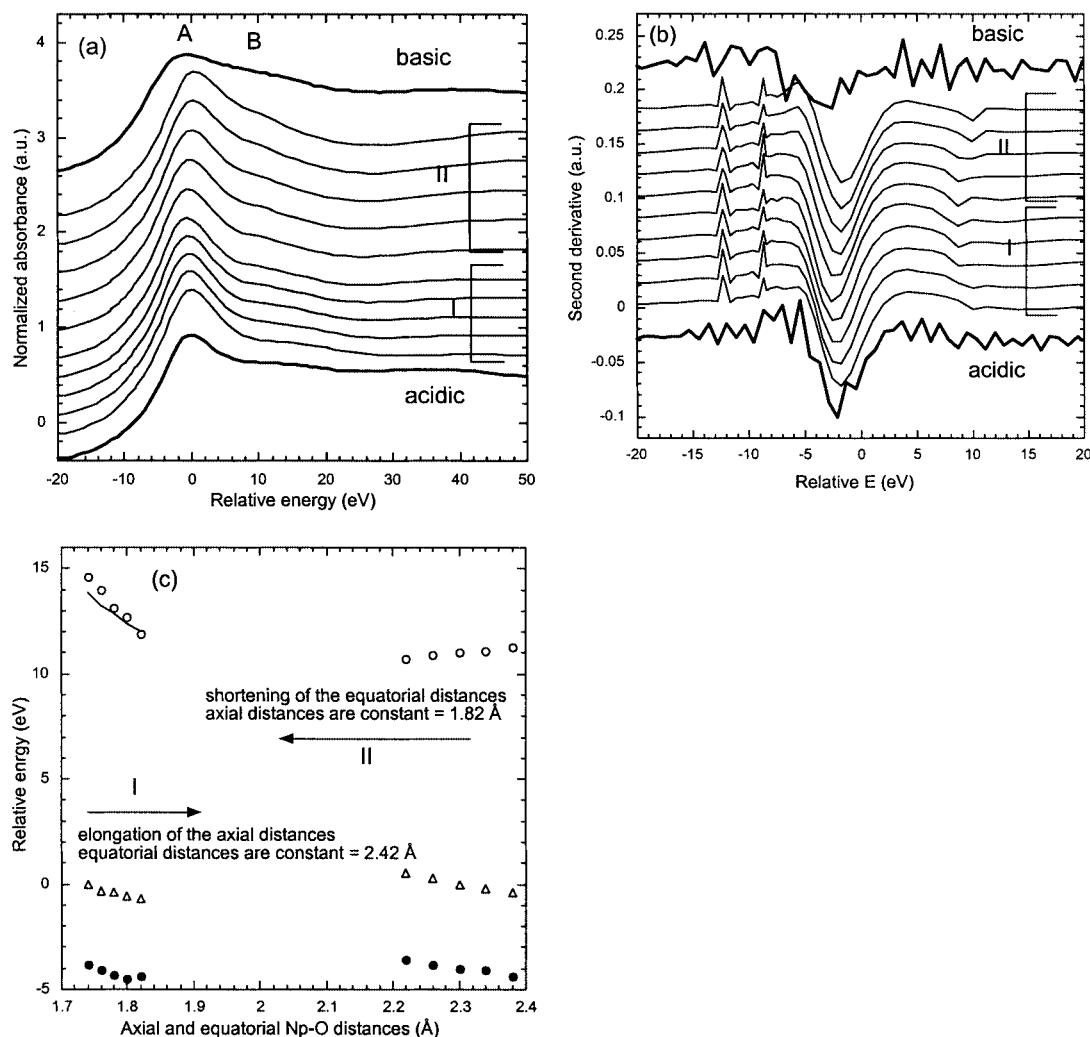 (a)
A
B
basic
II
I
acidic
4
3
2
1
0
Normalized absorbance (a.u.)
-20 -10 0 10 20 30 40 50
Relative energy (eV)
(b)
basic
II
I
acidic
0.25
0.2
0.15
0.1
0.05
0
-0.05
-0.1
Second derivative (a.u.)
-20 -15 -10 -5 0 5 10 15 20
Relative E (eV)
(c)
15
10
5
0
-5
Relative enrgy (eV)
shortening of the equatorial distances
axial distances are constant = 1.82 Å
II
I
elongation of the axial distances
equatorial distances are constant = 2.42 Å
1.7 1.8 1.9 2 2.1 2.2 2.3 2.4
Axial and equatorial Np-O distances (Å)